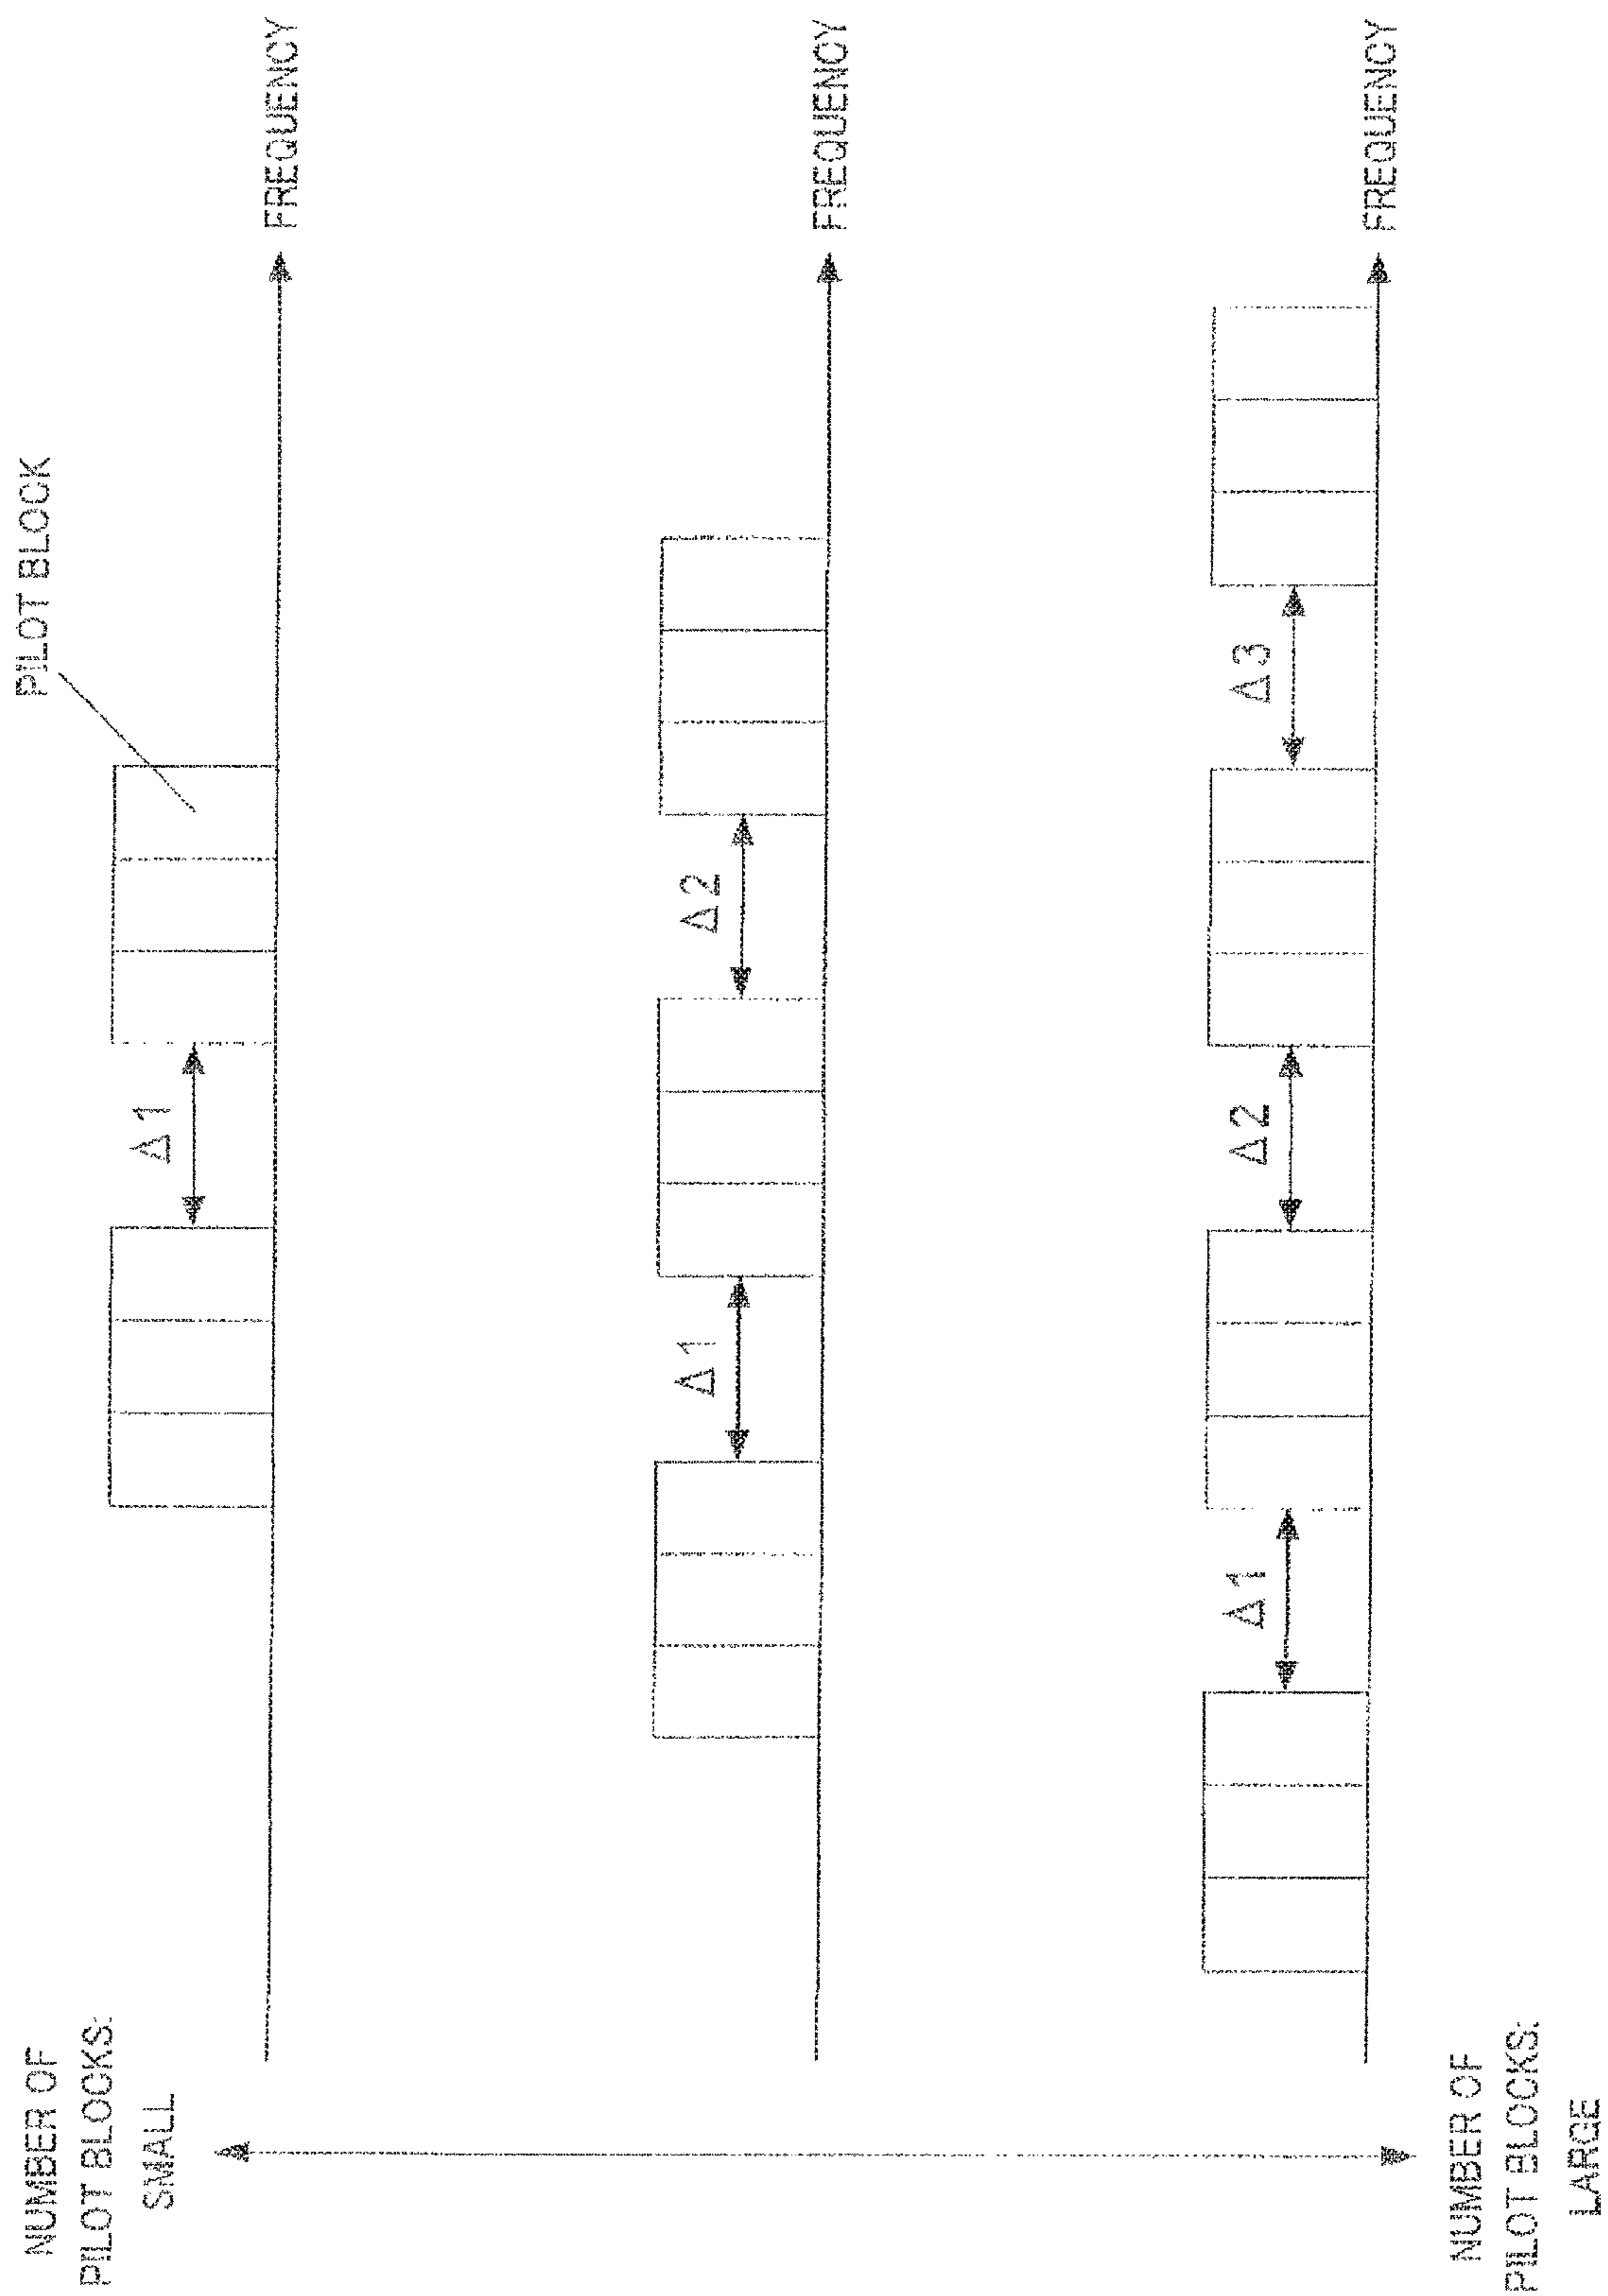 NUMBER OF
PILOT BLOCKS:
SMALL
PILOT BLOCK
Δ1
FREQUENCY
Δ1
Δ2
FREQUENCY
Δ1
Δ2
Δ3
FREQUENCY
NUMBER OF
PILOT BLOCKS:
LARGE